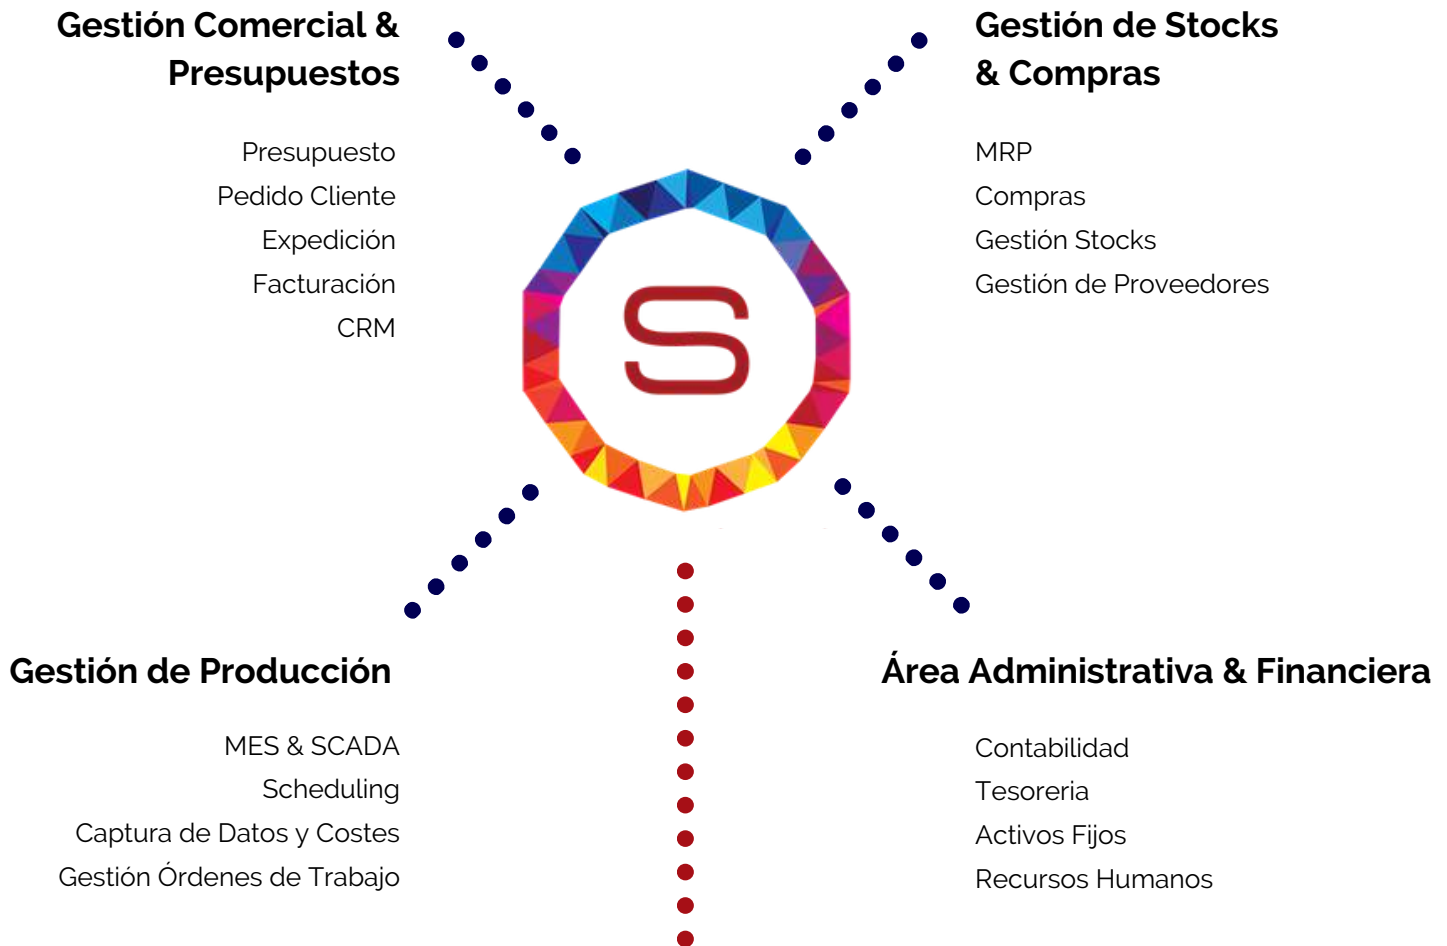 Gestión Comercial &
Presupuestos
Presupuesto
Pedido Cliente
Expedición
Facturación
CRM
Gestión de Stocks
& Compras
MRP
Compras
Gestión Stocks
Gestión de Proveedores
S
Gestión de Producción
MES & SCADA
Scheduling
Captura de Datos y Costes
Gestión Órdenes de Trabajo
Área Administrativa & Financiera
Contabilidad
Tesoreria
Activos Fijos
Recursos Humanos